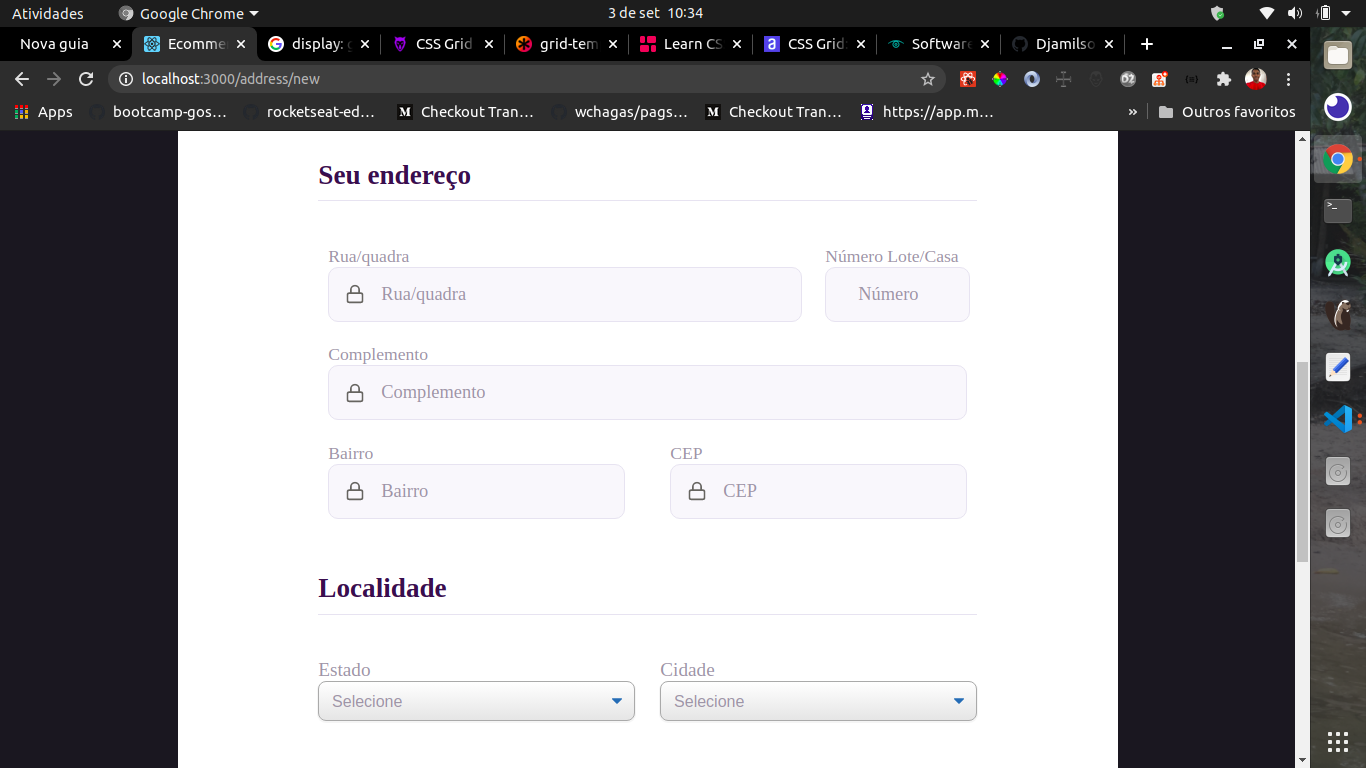 Atividades Google Chrome 3 de set 10:34
Nova guia Ecommer display: g CSS Grid grid-tem Learn CS CSS Grid: Software Djamilso
localhost:3000/address/new
Apps bootcamp-gos... rocketseat-ed... Checkout Tran... wchagas/pags... Checkout Tran... https://app.m... » Outros favoritos
Seu endereço
Rua/quadra Número Lote/Casa
Rua/quadra Número
Complemento
Complemento
Bairro CEP
Bairro CEP
Localidade
Estado Cidade
Selecione Selecione